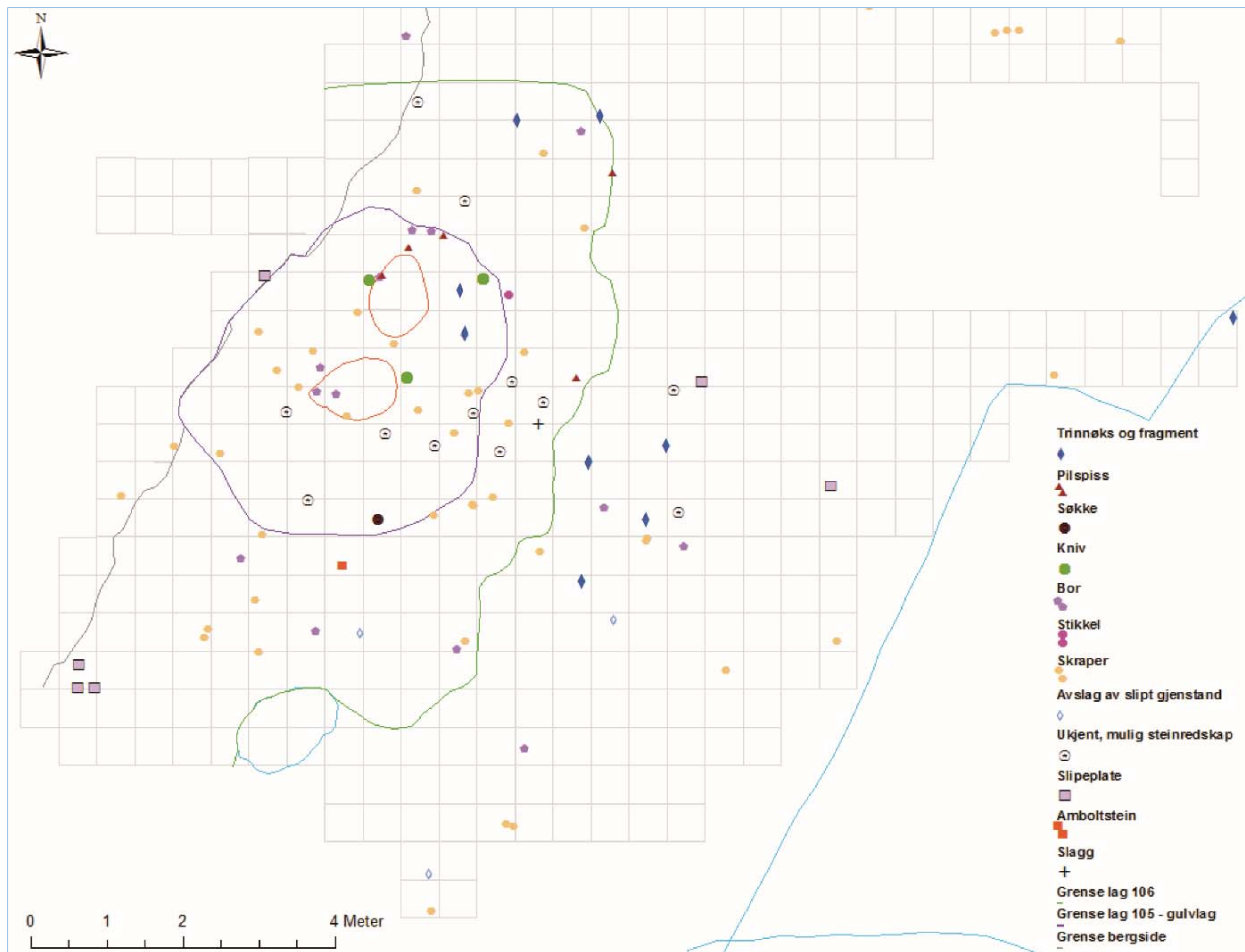 N
Trinnøks og fragment
Pilspiss
Søkke
Kniv
Bor
Stikkel
Skraper
Avslag av slipt gjenstand
Ukjent, mulig steinredskap
Slipeplate
Amboltstein
Slagg
Grense lag 106
Grense lag 105 - gulvlag
Grense bergside
0 1 2 4 Meter